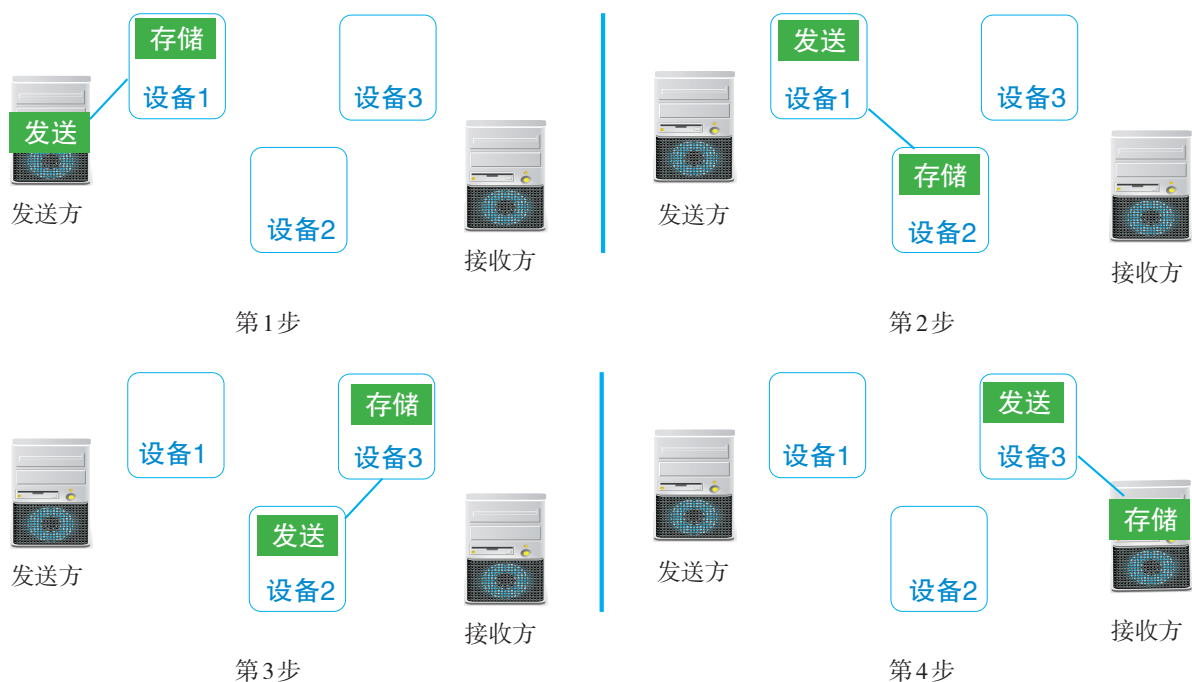 存储
设备1
设备3
发送
发送方
设备2
接收方
第1步
发送
设备1
设备3
存储
发送方
设备2
接收方
第2步
设备1
存储
设备3
发送
发送方
设备2
接收方
第3步
设备1
发送
设备3
存储
发送方
设备2
接收方
第4步